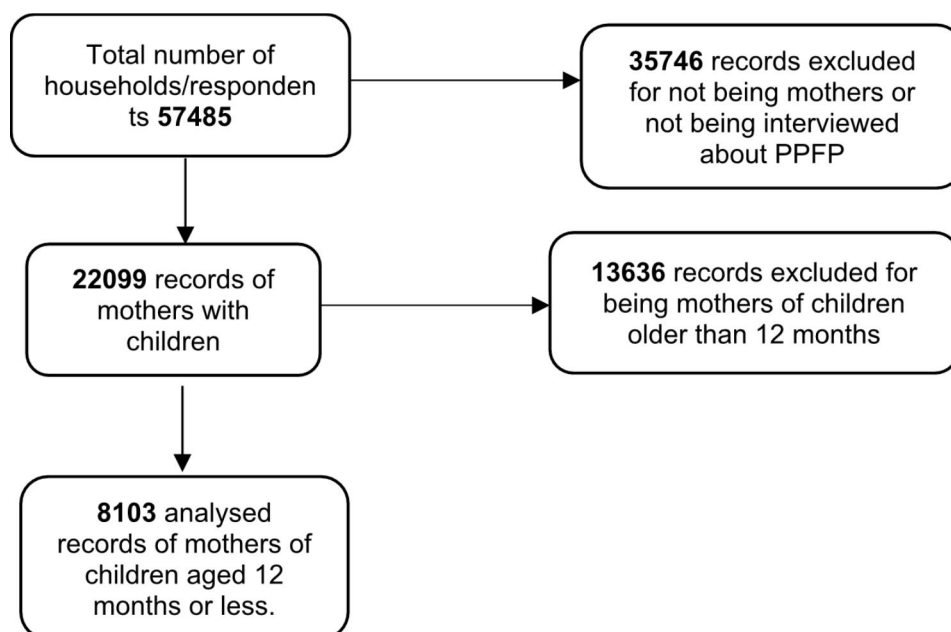 Total number of
households/responden
ts 57485
35746 records excluded
for not being mothers or
not being interviewed
about PPFP
22099 records of
mothers with
children
13636 records excluded for
being mothers of children
older than 12 months
8103 analysed
records of mothers of
children aged 12
months or less.